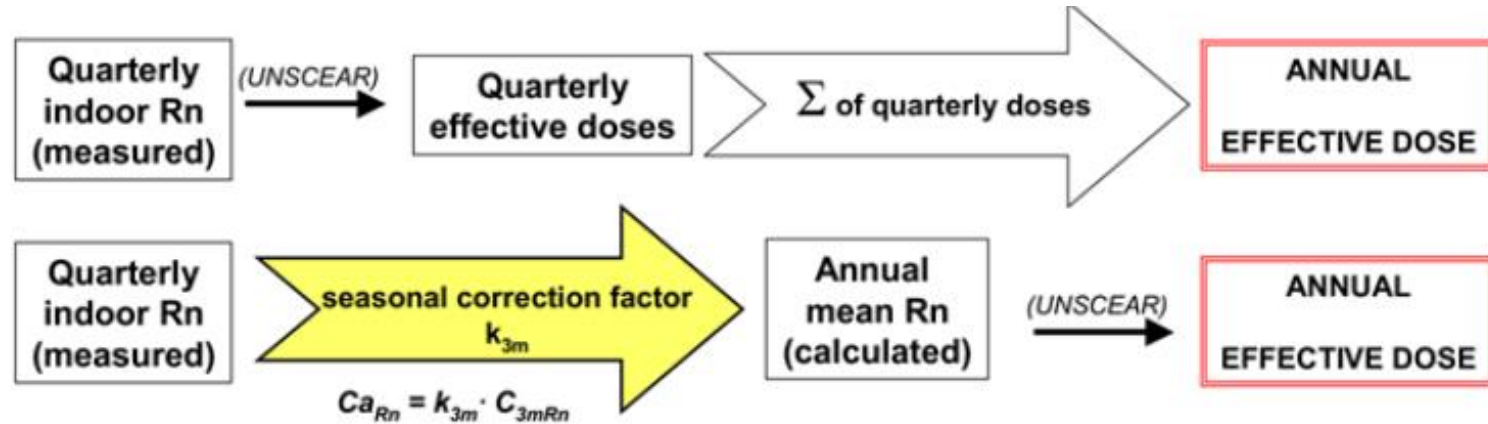 Quarterly
indoor Rn
(measured)
(UNSCEAR)
Quarterly
effective doses
Σ of quarterly doses
ANNUAL
EFFECTIVE DOSE
Quarterly
indoor Rn
(measured)
seasonal correction factor
k3m
CaRn = k3m· C3mRn
Annual
mean Rn
(calculated)
(UNSCEAR)
ANNUAL
EFFECTIVE DOSE